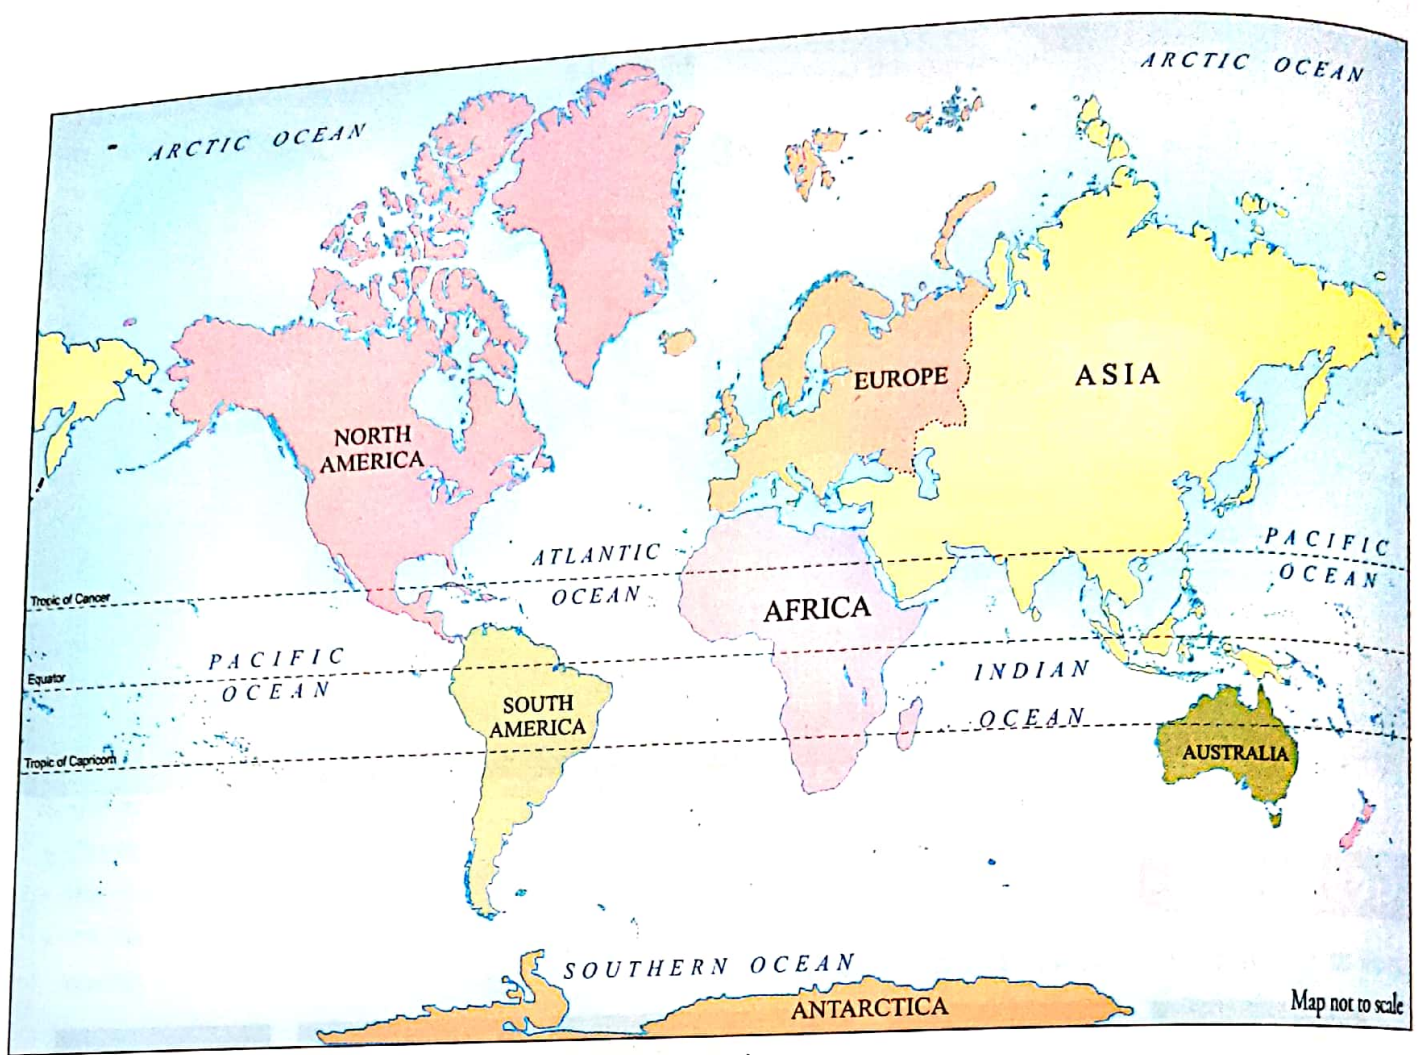 ARCTIC OCEAN
ARCTIC OCEAN
EUROPE
ASIA
NORTH
AMERICA
ATLANTIC
OCEAN
PACIFIC
OCEAN
Tropic of Cancer
AFRICA
PACIFIC
OCEAN
Equator
INDIAN
OCEAN
SOUTH
AMERICA
AUSTRALIA
Tropic of Capricorn
SOUTHERN OCEAN
ANTARCTICA
Map not to scale